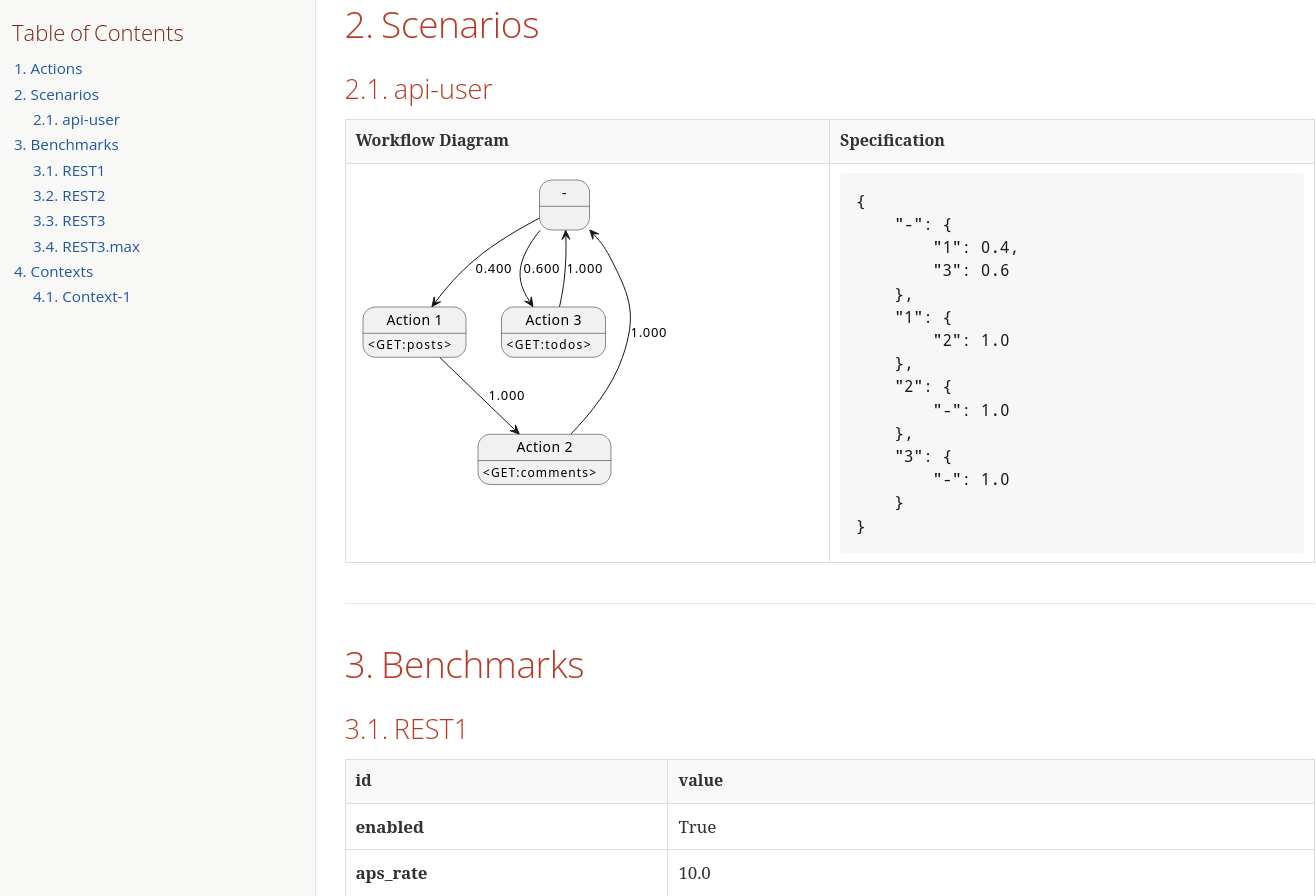 Table of Contents
1. Actions
2. Scenarios
2.1. api-user
3. Benchmarks
3.1. REST1
3.2. REST2
3.3. REST3
3.4. REST3.max
4. Contexts
4.1. Context-1
2. Scenarios
2.1. api-user
Workflow Diagram
-
0.400
0.600
1.000
Action 1
<GET:posts>
Action 3
<GET:todos>
1.000
1.000
Action 2
<GET:comments>
Specification
{
    "-": {
        "1": 0.4,
        "3": 0.6
    },
    "1": {
        "2": 1.0
    },
    "2": {
        "-": 1.0
    },
    "3": {
        "-": 1.0
    }
}
3. Benchmarks
3.1. REST1
id value
enabled True
aps_rate 10.0